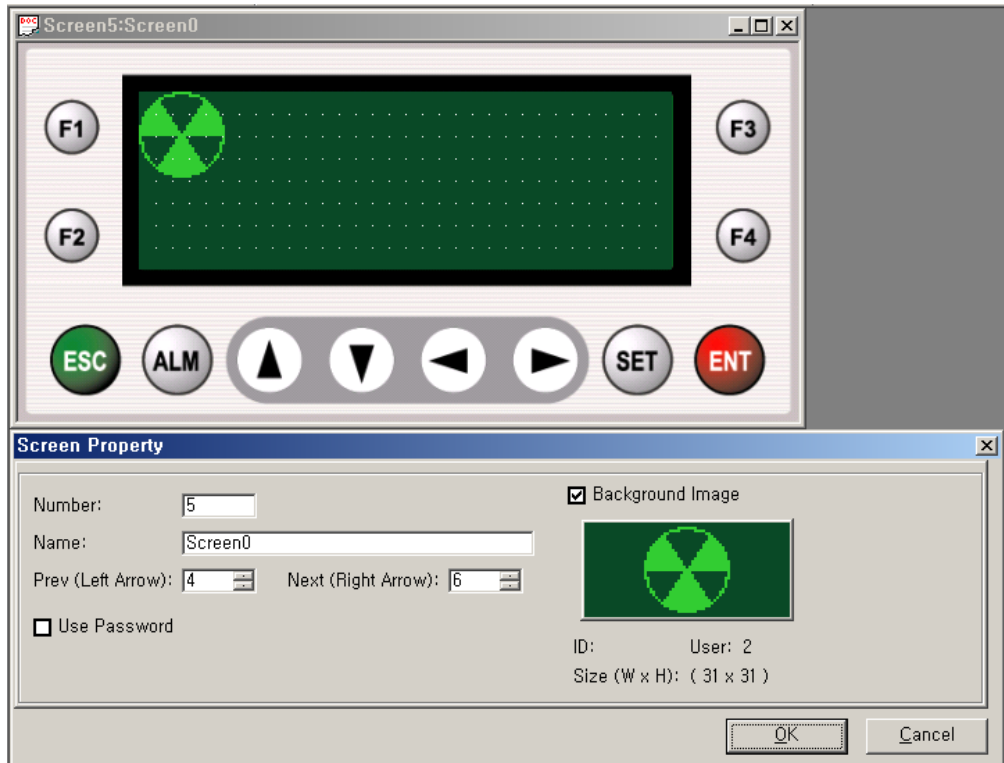 DOC Screen5:Screen0
F1
F3
F2
F4
ESC ALM SET ENT
Screen Property
Number: 5
Name: Screen0
Prev (Left Arrow): 4 Next (Right Arrow): 6
Use Password
Background Image
ID: User: 2
Size (W x H): ( 31 x 31 )
OK Cancel